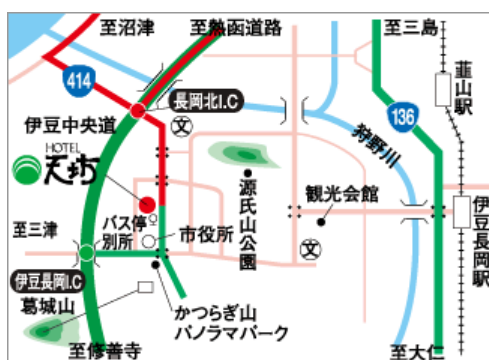 至沼津
至熱函道路
至三島
414
長岡北I.C
韮山駅
136
文
伊豆中央道
狩野川
HOTEL
天坊
源氏山公園
観光会館
バス停
別所
市役所
至三津
文
伊豆長岡駅
伊豆長岡I.C
葛城山
かつらぎ山
パノラマパーク
至修善寺
至大仁